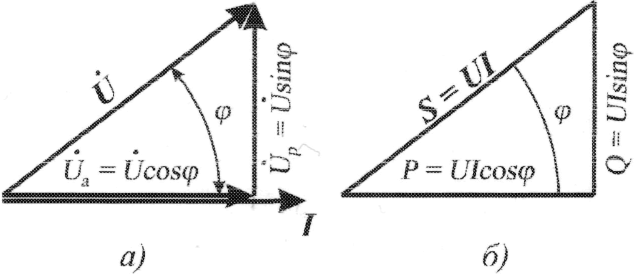 U̇
φ
U̇ₐ = U̇cosφ
U̇ₚ = U̇sinφ
I
а)
S = UI
φ
P = UIcosφ
Q = UIsinφ
б)